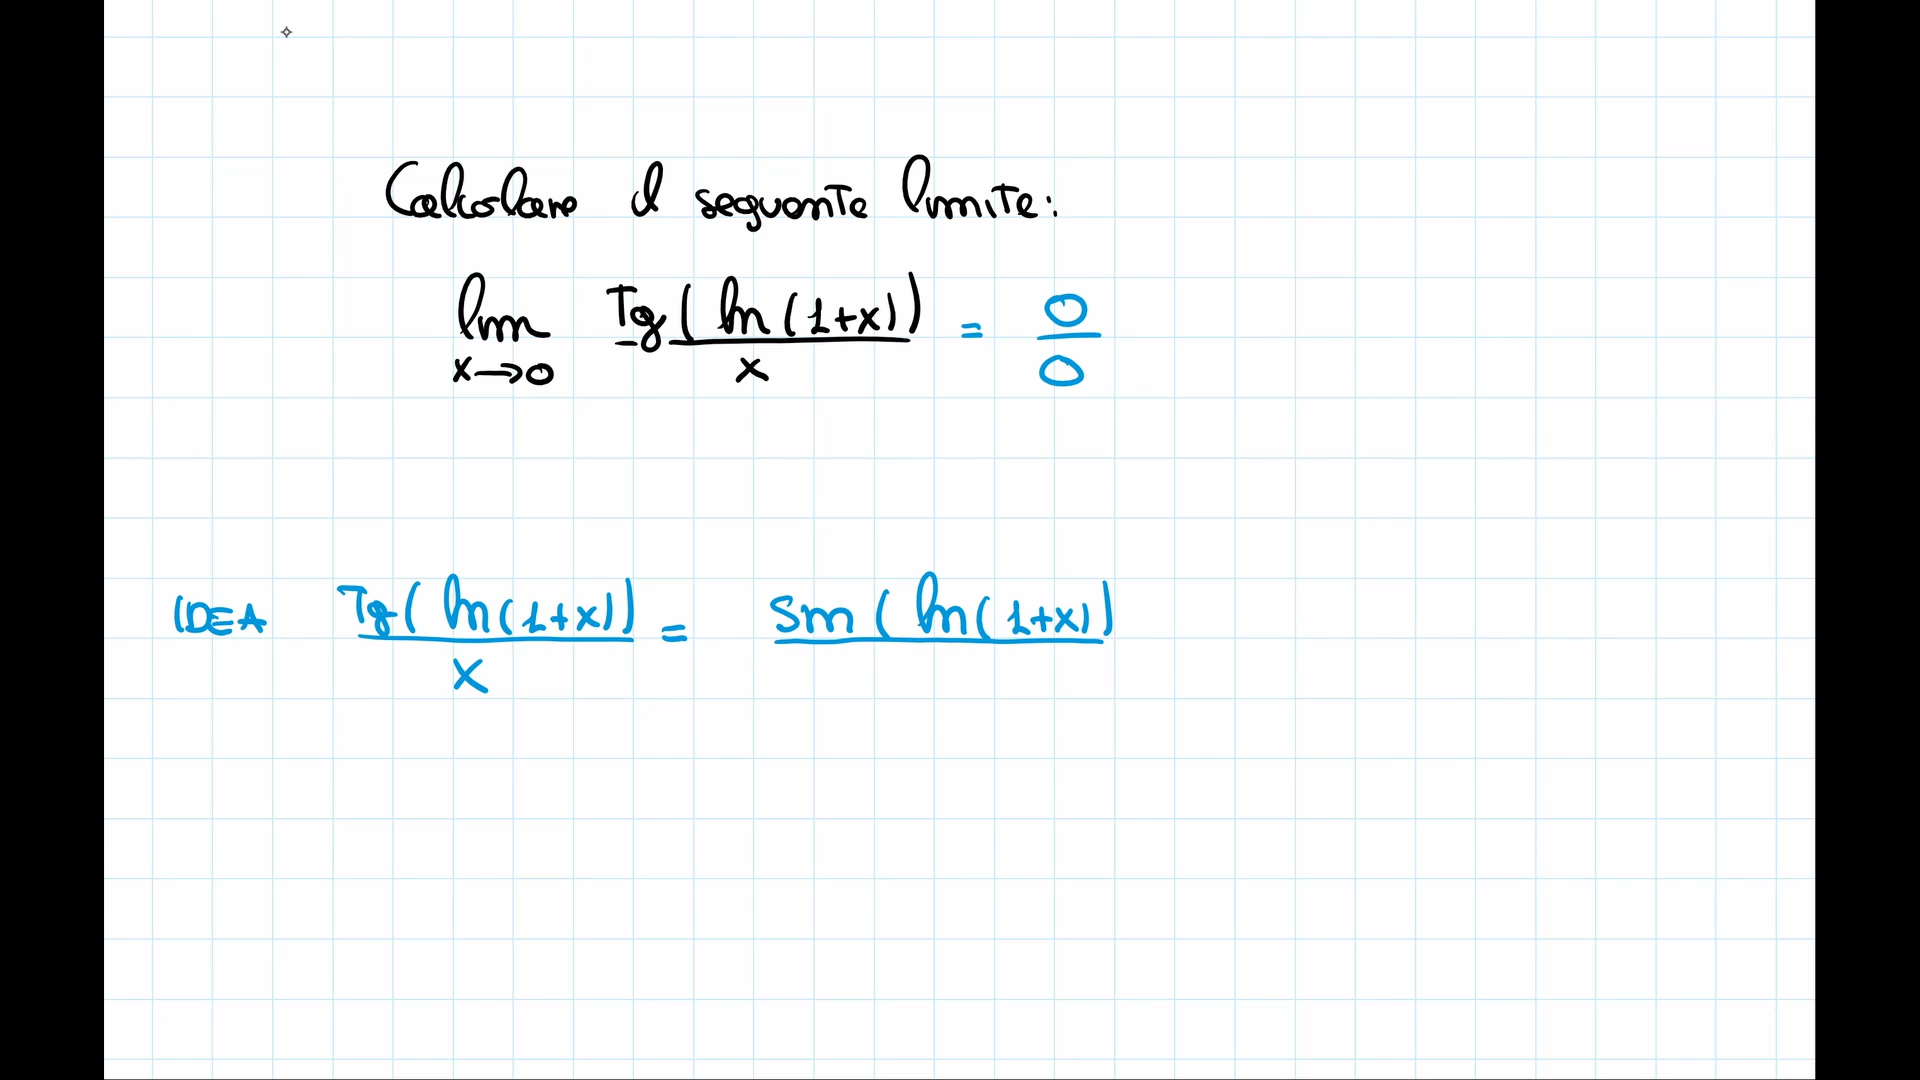 Calcolare il seguente limite:
lim Tg(ln(1+x)) = 0
x→0 x 0
IDEA Tg(ln(1+x)) = sin(ln(1+x))
x